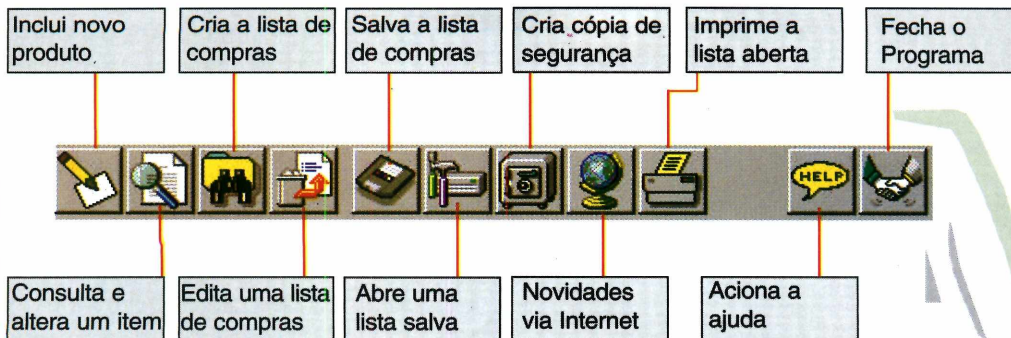 Inclui novo
produto
Cria a lista de
compras
Salva a lista
de compras
Cria cópia de
segurança
Imprime a
lista aberta
Fecha o
Programa
HELP
Consulta e
altera um item
Edita uma lista
de compras
Abre uma
lista salva
Novidades
via Internet
Aciona a
ajuda